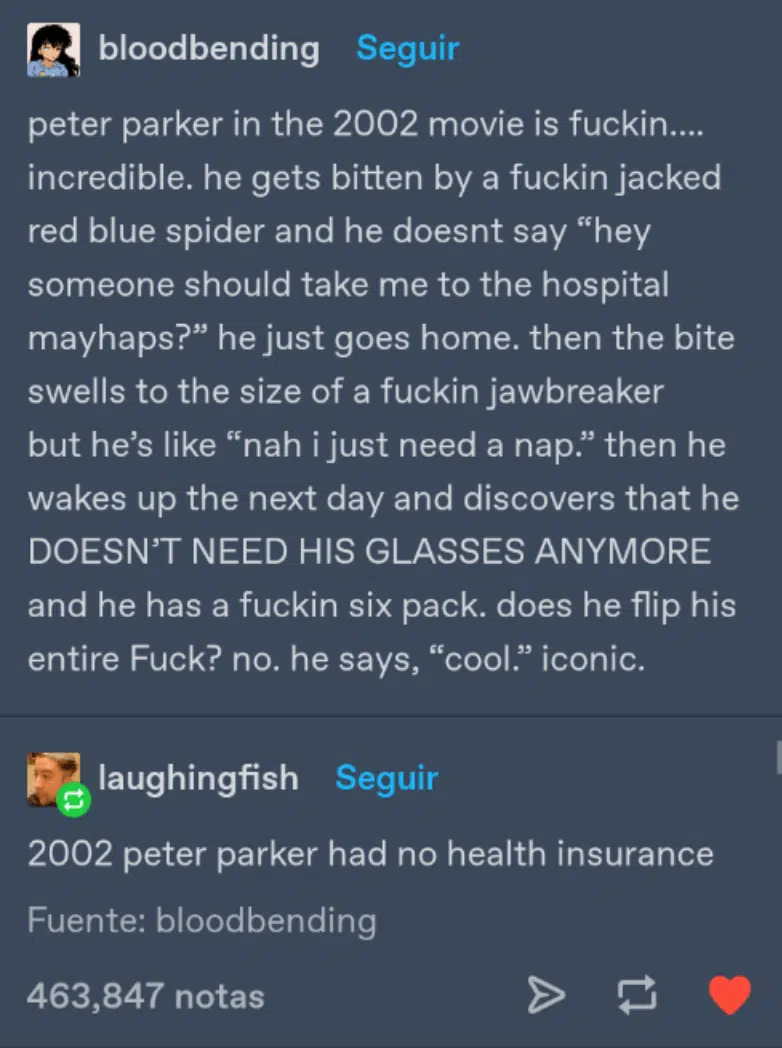 bloodbending Seguir
peter parker in the 2002 movie is fuckin....
incredible. he gets bitten by a fuckin jacked
red blue spider and he doesnt say “hey
someone should take me to the hospital
mayhaps?” he just goes home. then the bite
swells to the size of a fuckin jawbreaker
but he’s like “nah i just need a nap.” then he
wakes up the next day and discovers that he
DOESN’T NEED HIS GLASSES ANYMORE
and he has a fuckin six pack. does he flip his
entire Fuck? no. he says, “cool.” iconic.
laughingfish Seguir
2002 peter parker had no health insurance
Fuente: bloodbending
463,847 notas